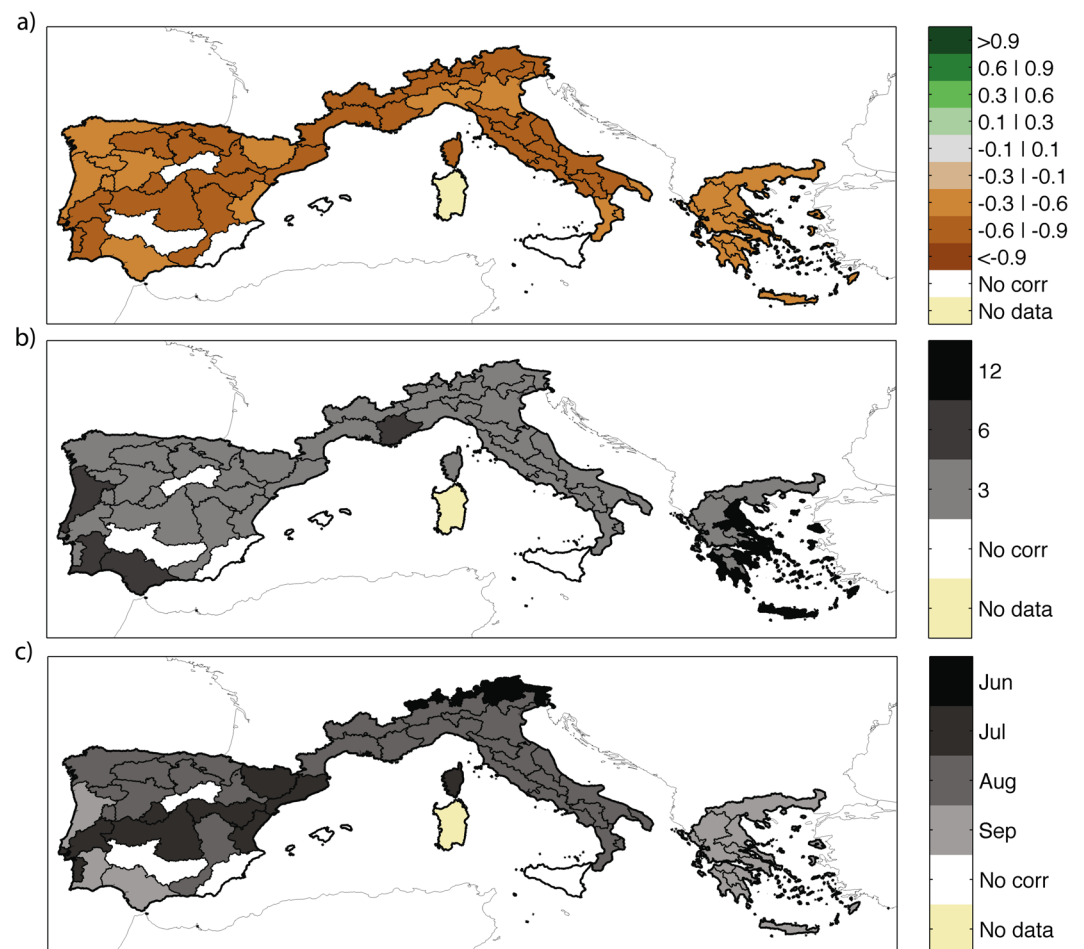 a)
>0.9
0.6 | 0.9
0.3 | 0.6
0.1 | 0.3
-0.1 | 0.1
-0.3 | -0.1
-0.3 | -0.6
-0.6 | -0.9
<-0.9
No corr
No data
b)
12
6
3
No corr
No data
c)
Jun
Jul
Aug
Sep
No corr
No data